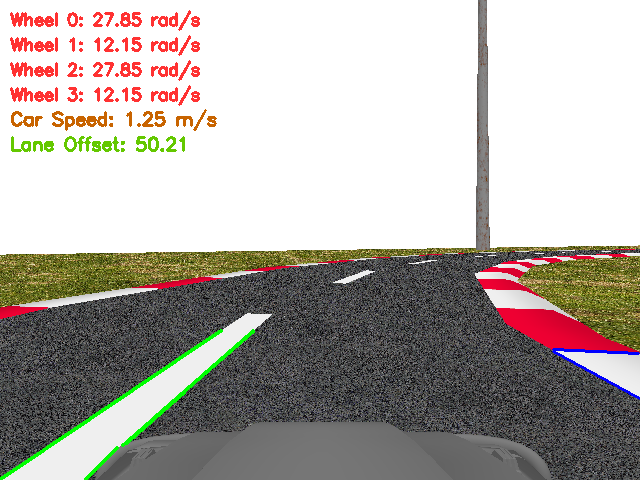 Wheel 0: 27.85 rad/s
Wheel 1: 12.15 rad/s
Wheel 2: 27.85 rad/s
Wheel 3: 12.15 rad/s
Car Speed: 1.25 m/s
Lane Offset: 50.21